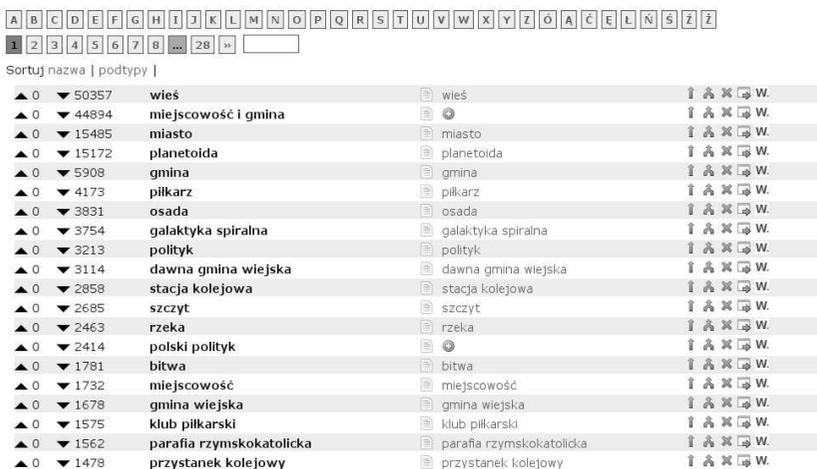 A B C D E F G H I J K L M N O P Q R S T U V W X Y Z Ó Ą Ć Ę Ł Ń Ś Ź Ż
1 2 3 4 5 6 7 8 ... 28 »
Sortuj nazwa | podtypy |
0 50357 wieś wieś W.
0 44894 miejscowość i gmina W.
0 15485 miasto miasto W.
0 15172 planetoida planetoida W.
0 5908 gmina gmina W.
0 4173 piłkarz piłkarz W.
0 3831 osada osada W.
0 3754 galaktyka spiralna galaktyka spiralna W.
0 3213 polityk polityk W.
0 3114 dawna gmina wiejska dawna gmina wiejska W.
0 2858 stacja kolejowa stacja kolejowa W.
0 2685 szczyt szczyt W.
0 2463 rzeka rzeka W.
0 2414 polski polityk W.
0 1781 bitwa bitwa W.
0 1732 miejscowość miejscowość W.
0 1678 gmina wiejska gmina wiejska W.
0 1575 klub piłkarski klub piłkarski W.
0 1562 parafia rzymskokatolicka parafia rzymskokatolicka W.
0 1478 przystanek kolejowy przystanek kolejowy W.